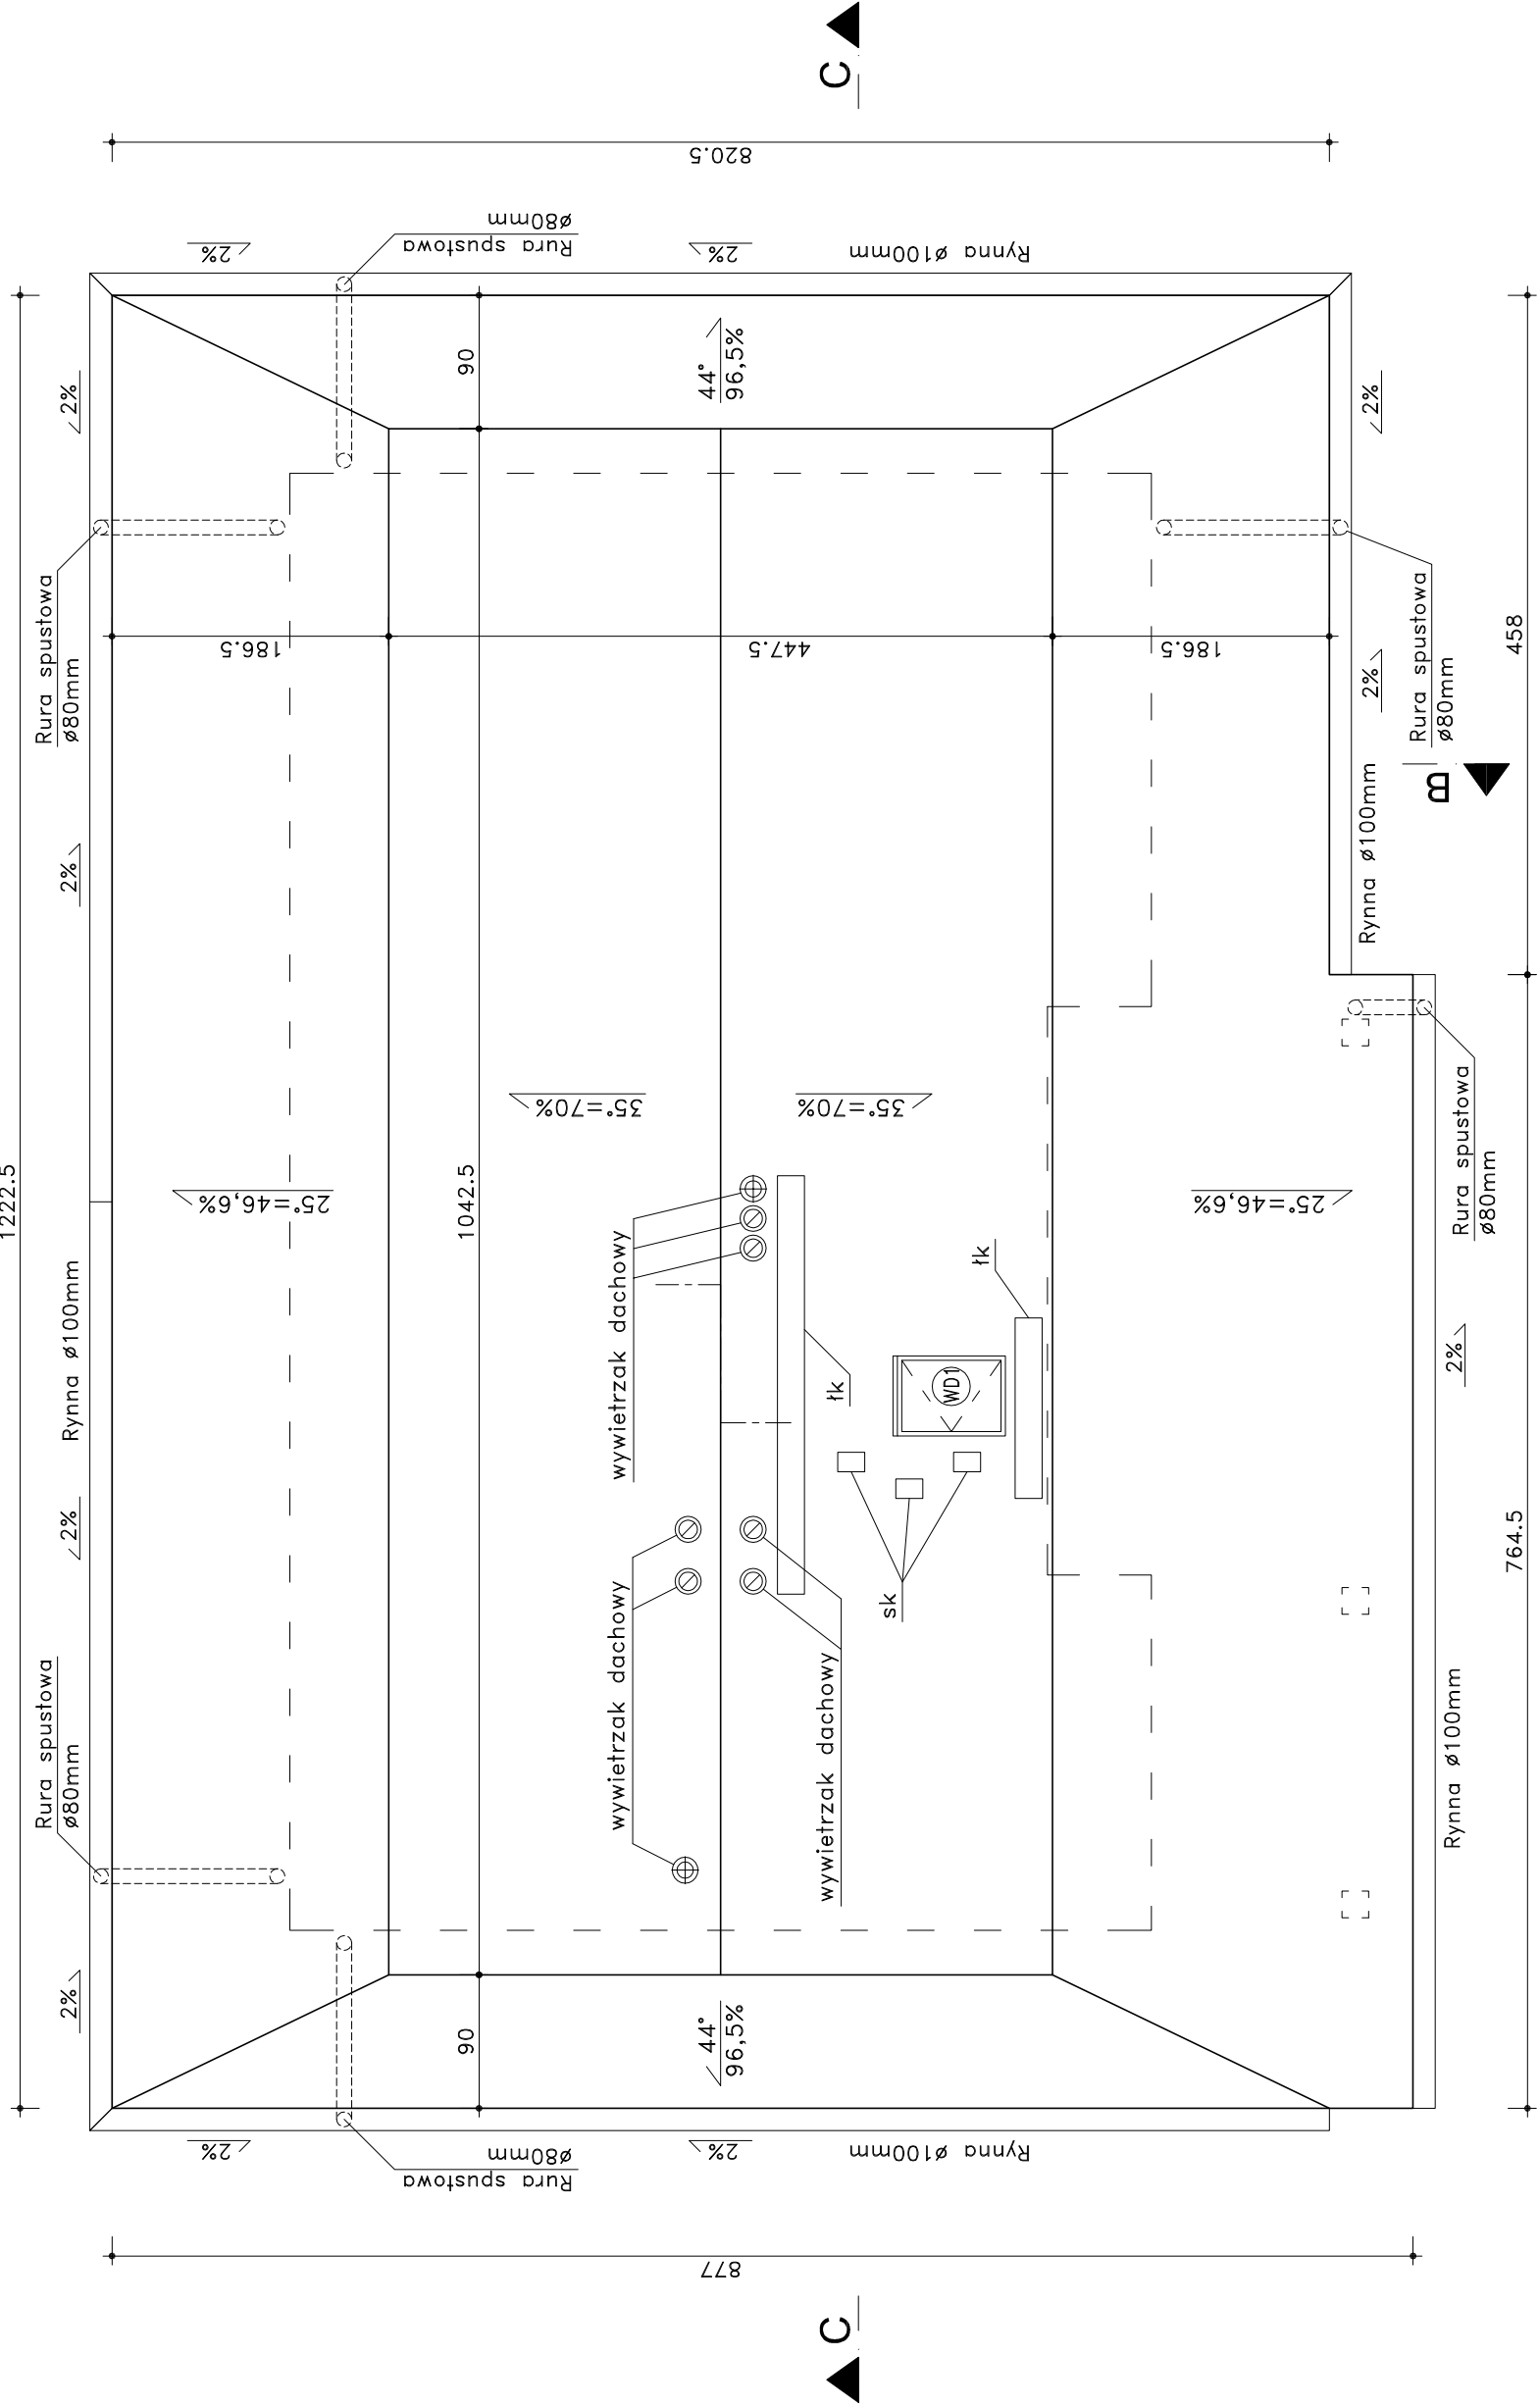 C
820.5
Rura spustowa
ø80mm
2%
2%
Rynna ø100mm
90
44°
96,5%
2%
2%
Rura spustowa
ø80mm
186.5
447.5
186.5
Rura spustowa
ø80mm
2%
458
B
Rynna ø100mm
2%
1222.5
25°=46,6%
1042.5
35°=70%
35°=70%
25°=46,6%
Rura spustowa
ø80mm
Rynna ø100mm
wywietrzak dachowy
łk
łk
WD1
2%
2%
sk
764.5
Rura spustowa
ø80mm
wywietrzak dachowy
wywietrzak dachowy
Rynna ø100mm
2%
90
44°
96,5%
2%
2%
Rynna ø100mm
Rura spustowa
ø80mm
877
C